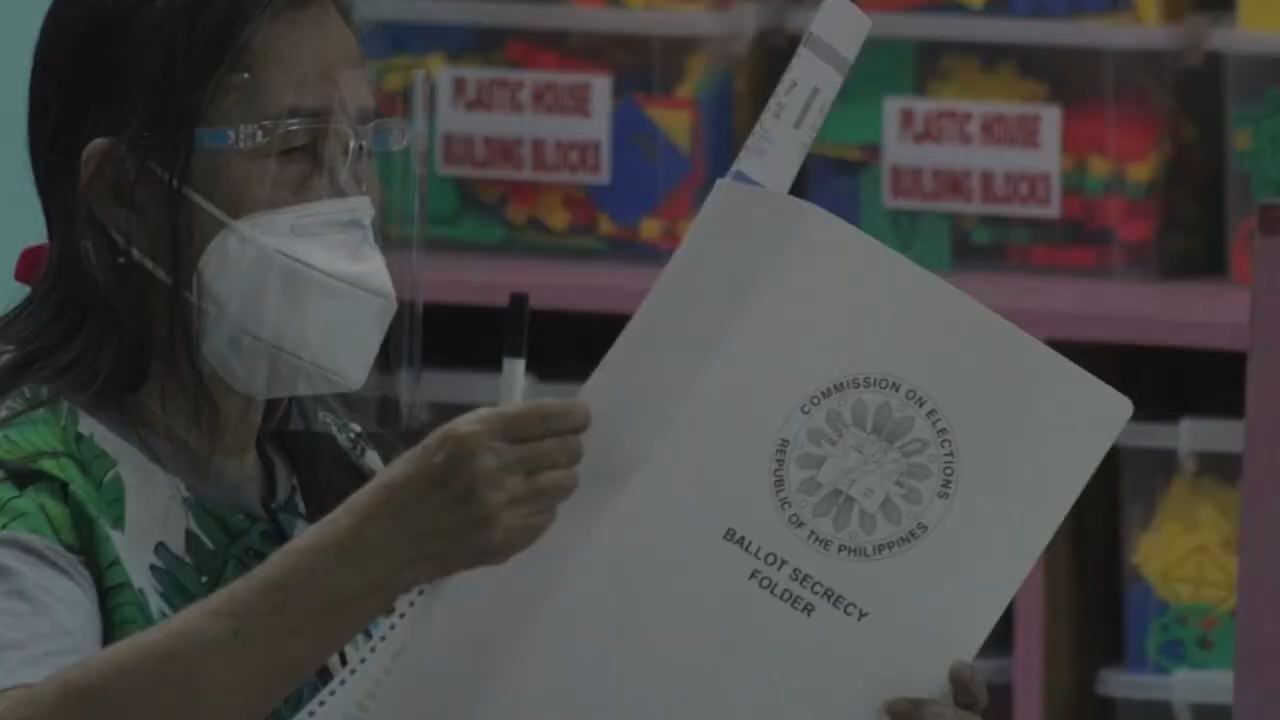 PLASTIC HOUSE
BUILDING BLOCKS
PLASTIC HOUSE
BUILDING BLOCKS
COMMISSION ON ELECTIONS
REPUBLIC OF THE PHILIPPINES
BALLOT SECRECY
FOLDER